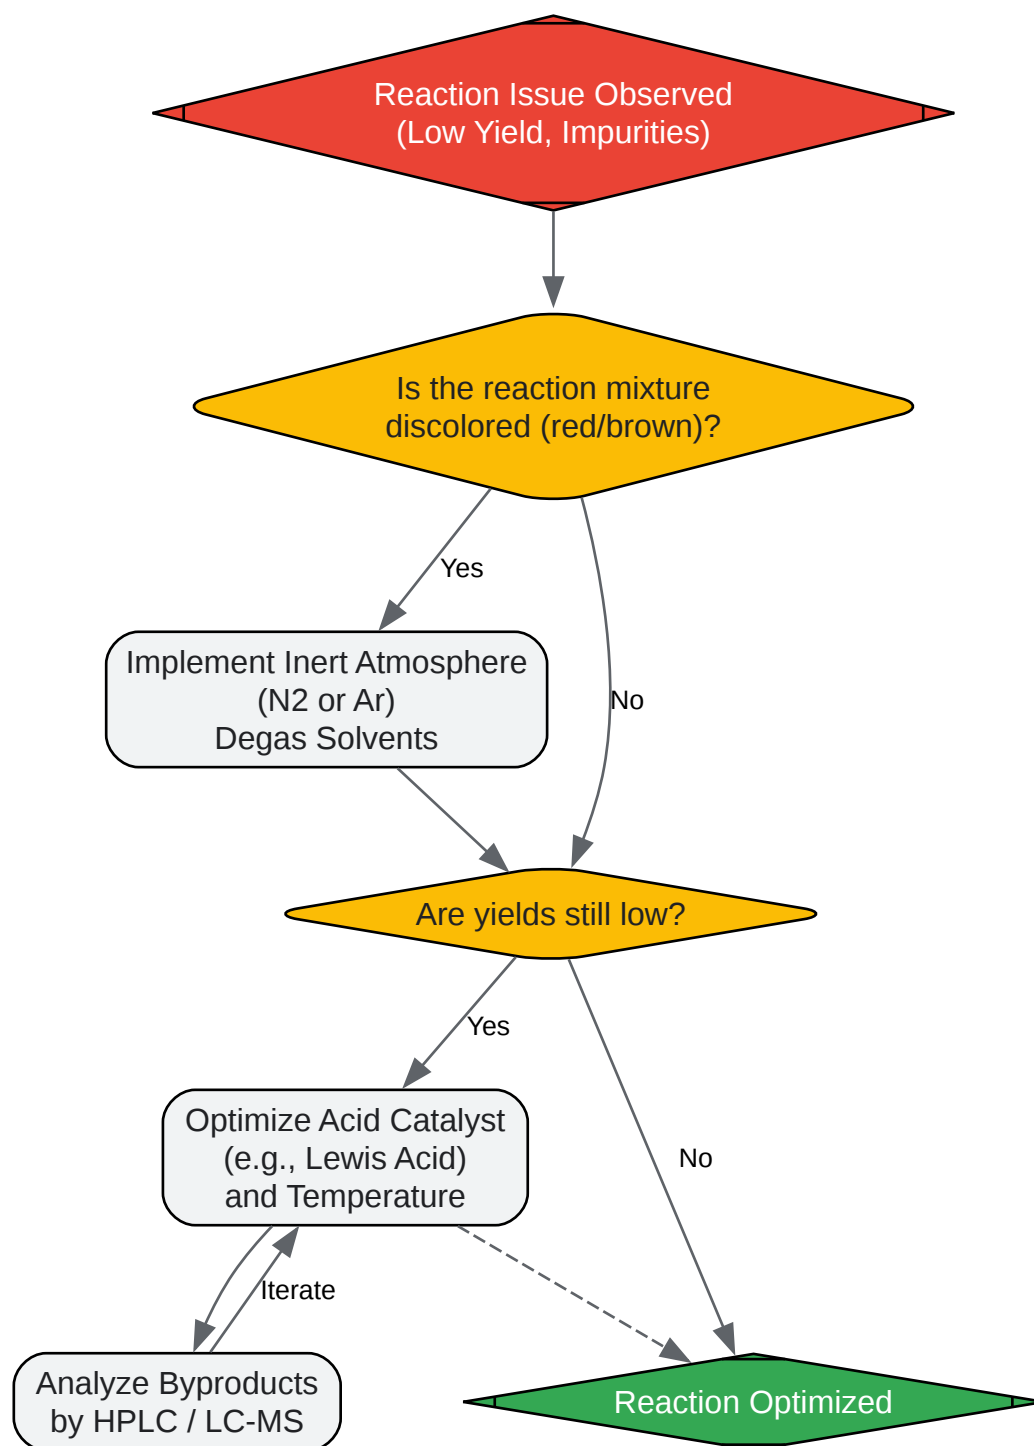 Reaction Issue Observed
(Low Yield, Impurities)
Is the reaction mixture
discolored (red/brown)?
Yes
Implement Inert Atmosphere
(N2 or Ar)
Degas Solvents
No
Are yields still low?
Yes
Optimize Acid Catalyst
(e.g., Lewis Acid)
and Temperature
No
Iterate
Analyze Byproducts
by HPLC / LC-MS
Reaction Optimized